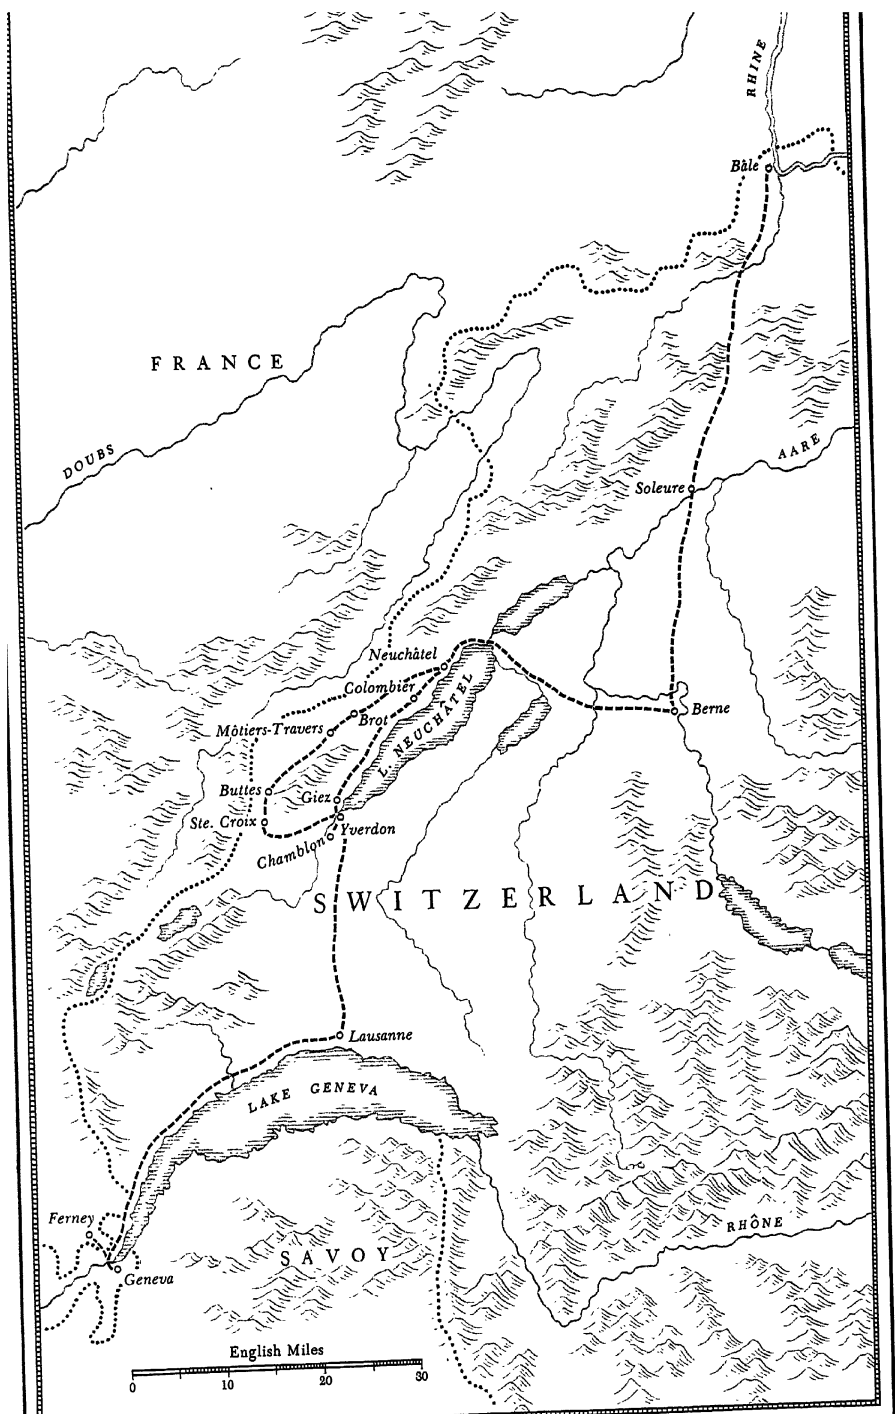 RHINE
Bâle
FRANCE
DOUBS
AARE
Soleure
Neuchâtel
Colombier
Brot
Môtiers-Travers
L. NEUCHÂTEL
Berne
Buttes
Giez
Ste. Croix
Yverdon
Chamblon
SWITZERLAND
Lausanne
LAKE GENEVA
Ferney
RHÔNE
SAVOY
Geneva
English Miles
0 10 20 30